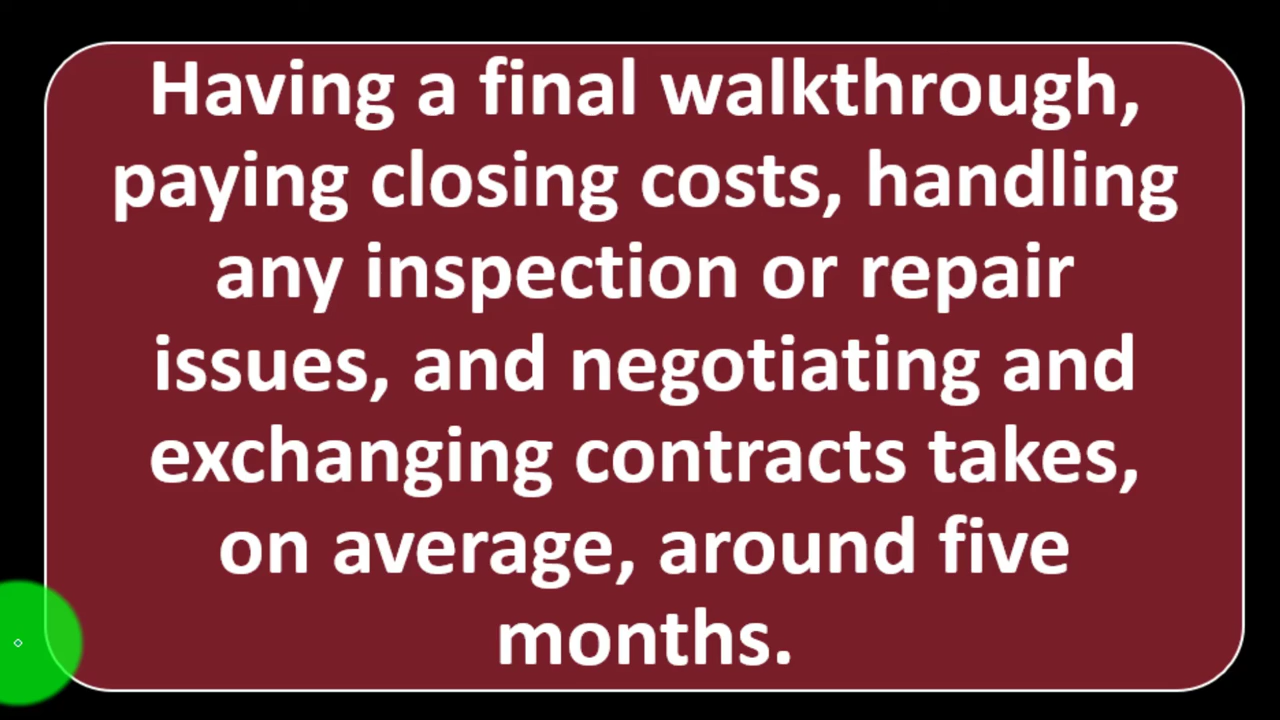 Having a final walkthrough,
paying closing costs, handling
any inspection or repair
issues, and negotiating and
exchanging contracts takes,
on average, around five
months.